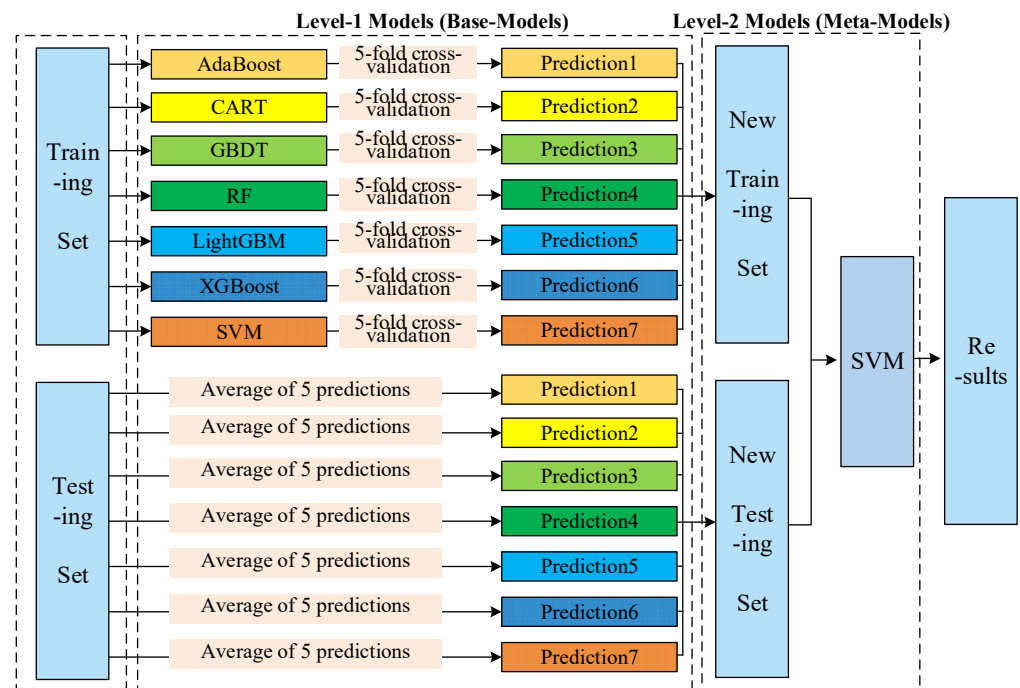 Level-1 Models (Base-Models)
Level-2 Models (Meta-Models)
Train
-ing
Set
AdaBoost
5-fold cross-
validation
Prediction1
CART
5-fold cross-
validation
Prediction2
GBDT
5-fold cross-
validation
Prediction3
RF
5-fold cross-
validation
Prediction4
LightGBM
5-fold cross-
validation
Prediction5
XGBoost
5-fold cross-
validation
Prediction6
SVM
5-fold cross-
validation
Prediction7
New
Train
-ing
Set
Test
-ing
Set
Average of 5 predictions
Prediction1
Average of 5 predictions
Prediction2
Average of 5 predictions
Prediction3
Average of 5 predictions
Prediction4
Average of 5 predictions
Prediction5
Average of 5 predictions
Prediction6
Average of 5 predictions
Prediction7
New
Test
-ing
Set
SVM
Re
-sults